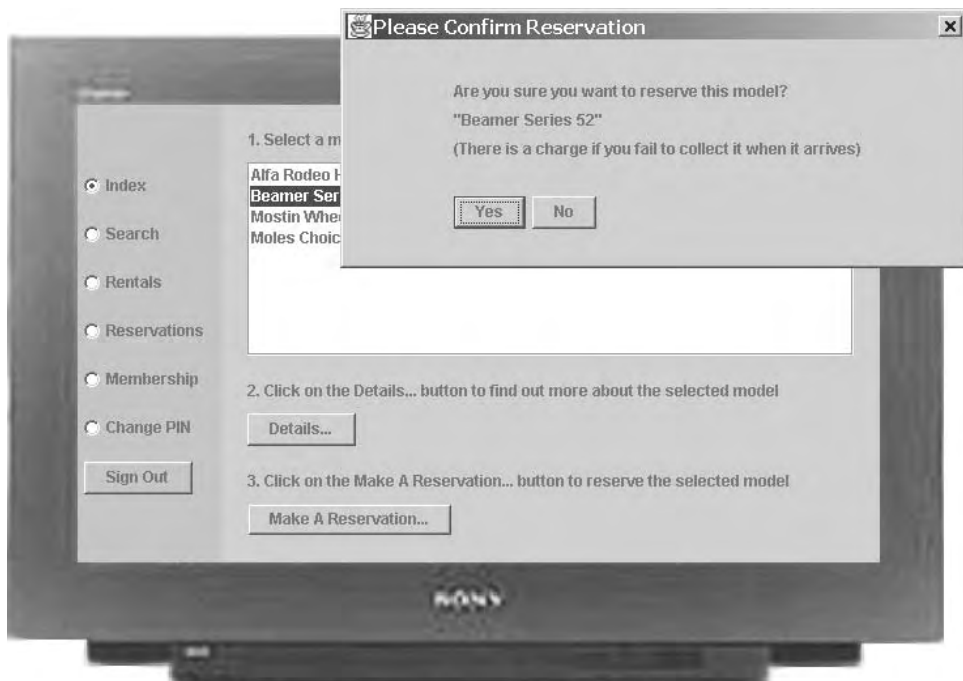 Please Confirm Reservation
Are you sure you want to reserve this model?
"Beamer Series 52"
(There is a charge if you fail to collect it when it arrives)
Yes No
1. Select a m
Alfa Rodeo H
Beamer Ser
Mostin Whe
Moles Choic
Index
Search
Rentals
Reservations
Membership
Change PIN
Sign Out
2. Click on the Details... button to find out more about the selected model
Details...
3. Click on the Make A Reservation... button to reserve the selected model
Make A Reservation...
SONY